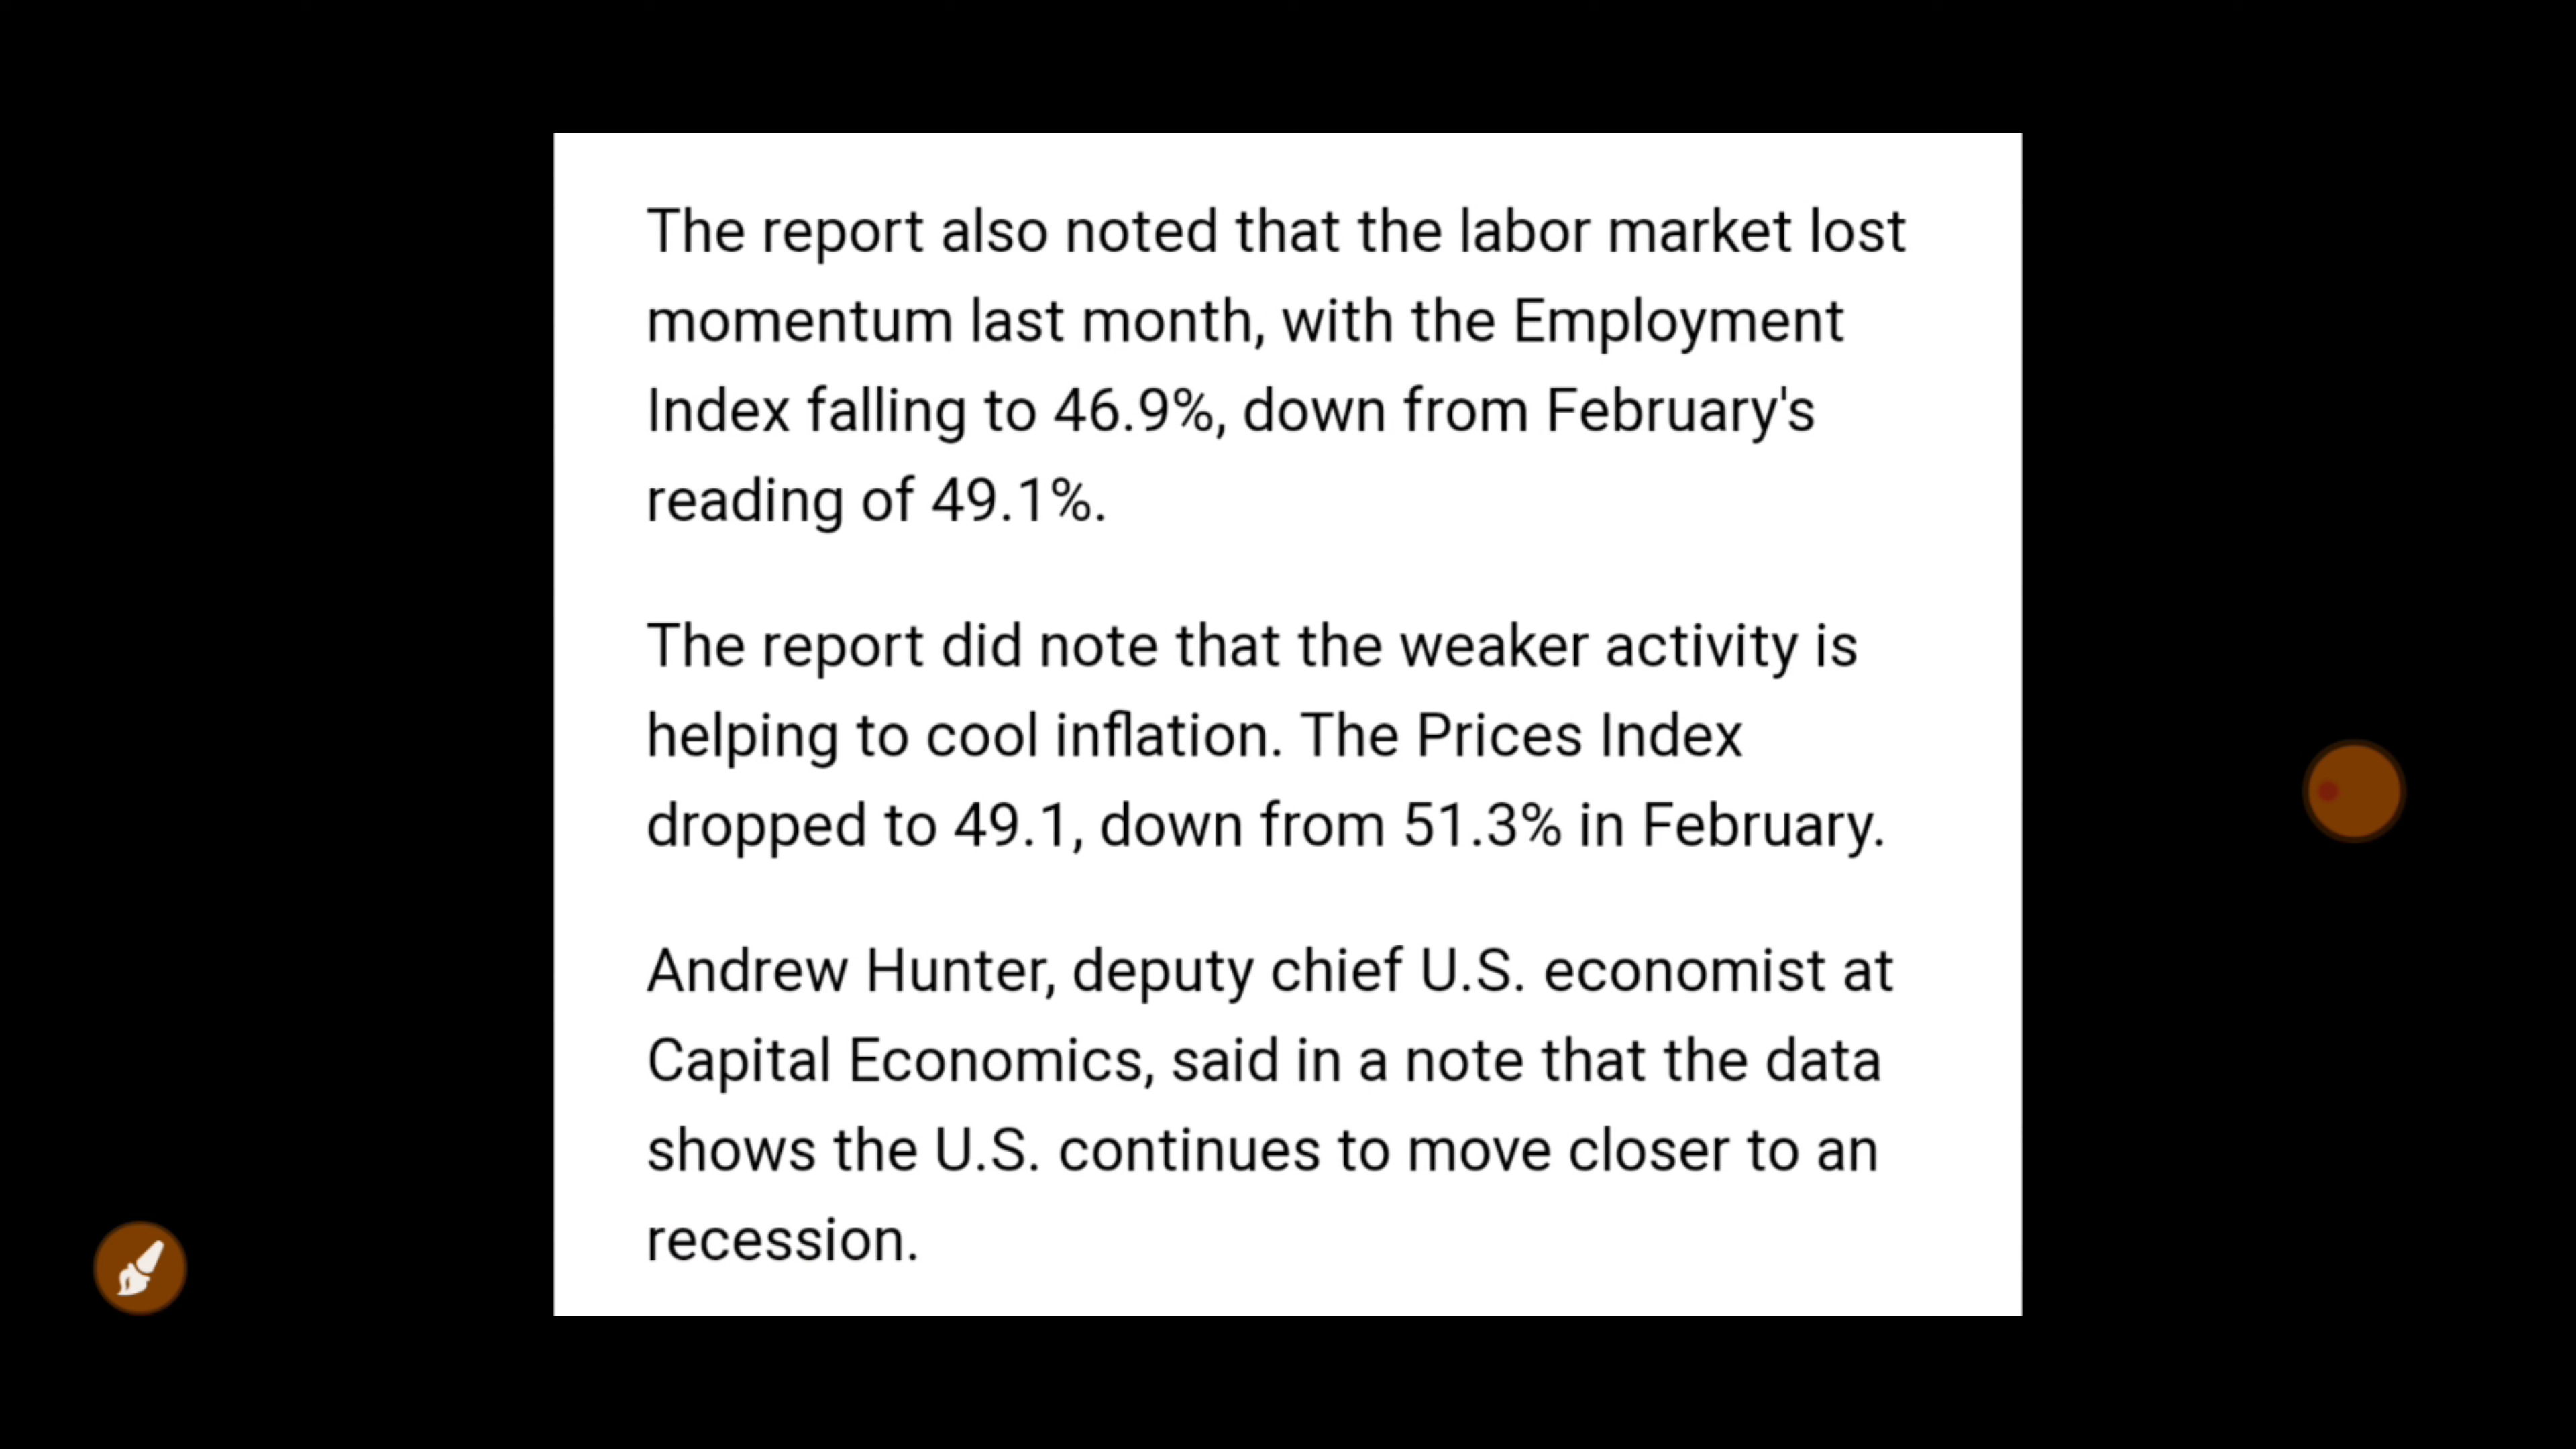 The report also noted that the labor market lost
momentum last month, with the Employment
Index falling to 46.9%, down from February's
reading of 49.1%.
The report did note that the weaker activity is
helping to cool inflation. The Prices Index
dropped to 49.1, down from 51.3% in February.
Andrew Hunter, deputy chief U.S. economist at
Capital Economics, said in a note that the data
shows the U.S. continues to move closer to an
recession.